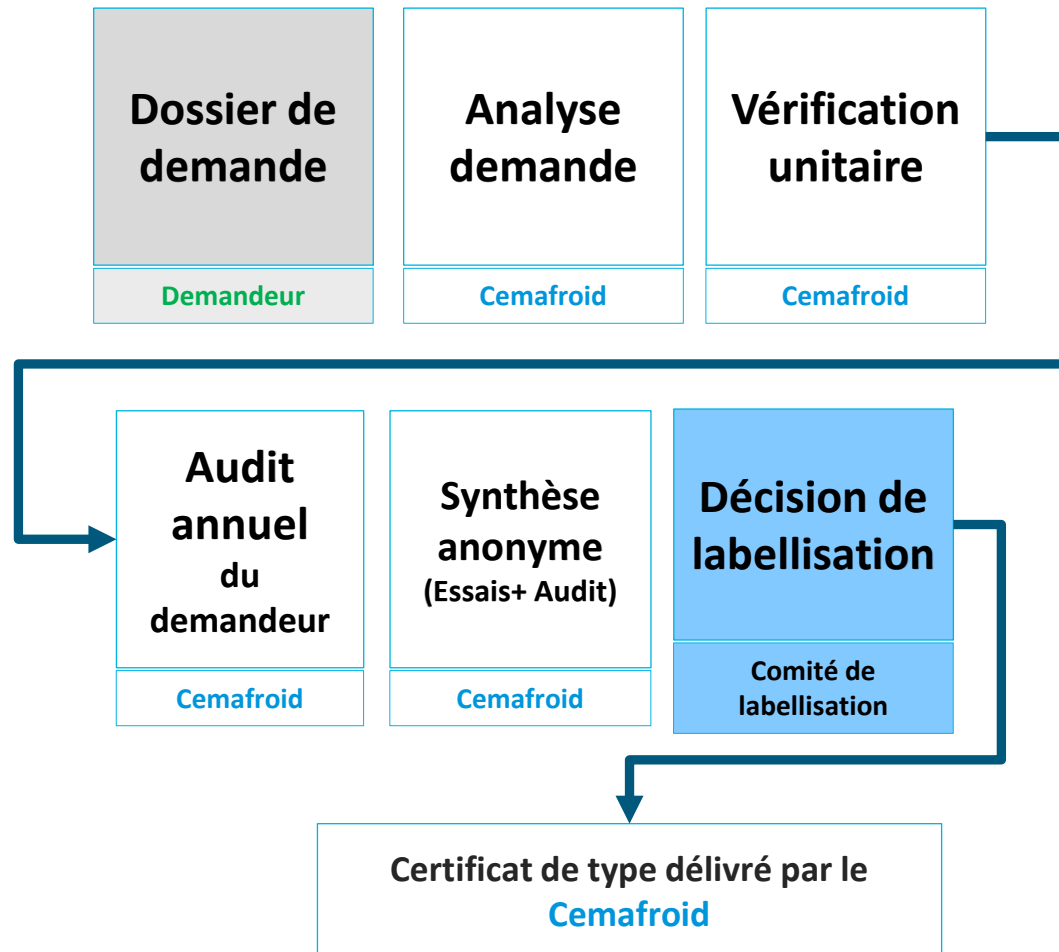 Dossier de
demande
Demandeur
Analyse
demande
Cemafroid
Vérification
unitaire
Cemafroid
Audit
annuel
du
demandeur
Cemafroid
Synthèse
anonyme
(Essais+ Audit)
Cemafroid
Décision de
labellisation
Comité de
labellisation
Certificat de type délivré par le
Cemafroid